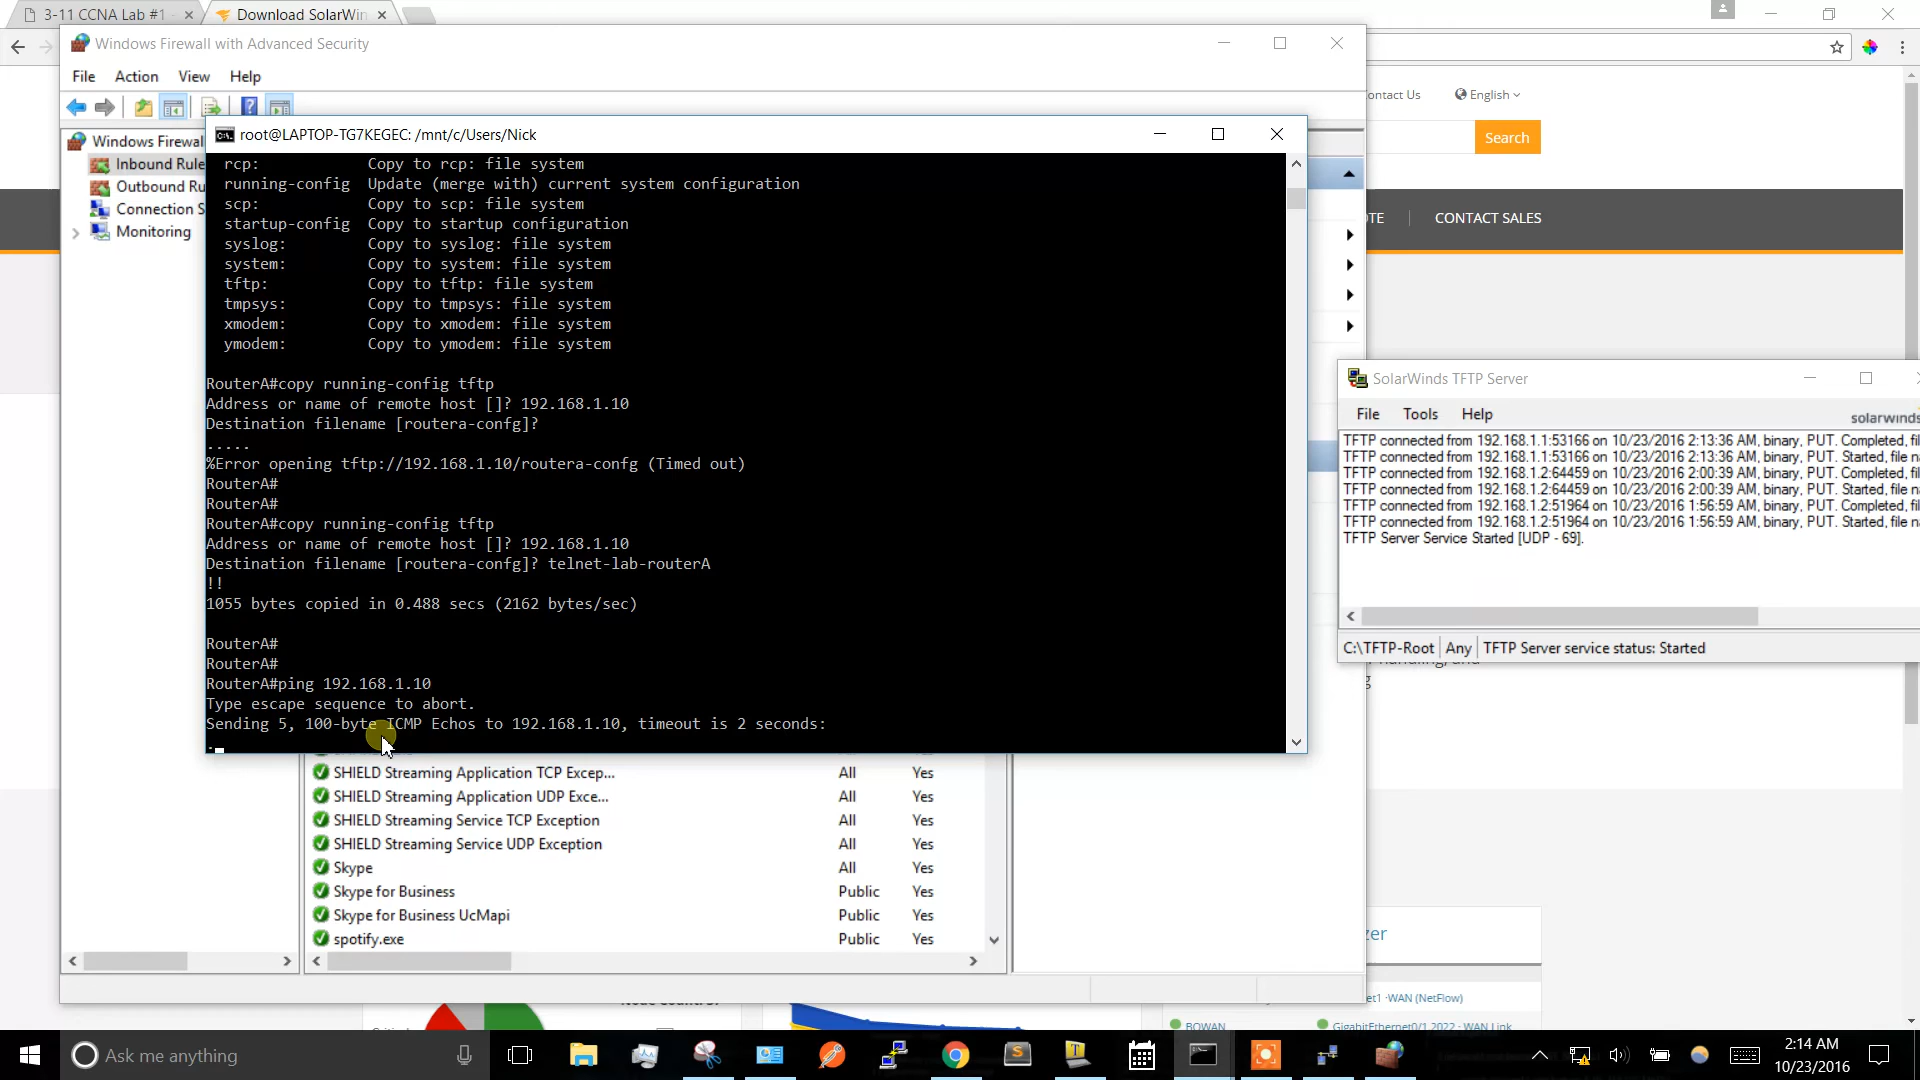 3-11 CCNA Lab #1
Download SolarWin
Windows Firewall with Advanced Security
File Action View Help
ontact Us
English
Search
OTE
CONTACT SALES
Windows Firewal
Inbound Rule
Outbound Ru
Connection S
Monitoring
root@LAPTOP-TG7KEGEC: /mnt/c/Users/Nick
rcp: Copy to rcp: file system
running-config Update (merge with) current system configuration
scp: Copy to scp: file system
startup-config Copy to startup configuration
syslog: Copy to syslog: file system
system: Copy to system: file system
tftp: Copy to tftp: file system
tmpsys: Copy to tmpsys: file system
xmodem: Copy to xmodem: file system
ymodem: Copy to ymodem: file system
RouterA#copy running-config tftp
Address or name of remote host []? 192.168.1.10
Destination filename [routera-confg]?
.....
%Error opening tftp://192.168.1.10/routera-confg (Timed out)
RouterA#
RouterA#
RouterA#copy running-config tftp
Address or name of remote host []? 192.168.1.10
Destination filename [routera-confg]? telnet-lab-routerA
!!
1055 bytes copied in 0.488 secs (2162 bytes/sec)
RouterA#
RouterA#
RouterA#ping 192.168.1.10
Type escape sequence to abort.
Sending 5, 100-byte ICMP Echos to 192.168.1.10, timeout is 2 seconds:
SolarWinds TFTP Server
File Tools Help
solarwinds
TFTP connected from 192.168.1.1:53166 on 10/23/2016 2:13:36 AM, binary, PUT. Completed, fil
TFTP connected from 192.168.1.1:53166 on 10/23/2016 2:13:36 AM, binary, PUT. Started, file na
TFTP connected from 192.168.1.2:64459 on 10/23/2016 2:00:39 AM, binary, PUT. Completed, fil
TFTP connected from 192.168.1.2:64459 on 10/23/2016 2:00:39 AM, binary, PUT. Started, file n
TFTP connected from 192.168.1.2:51964 on 10/23/2016 1:56:59 AM, binary, PUT. Completed, fil
TFTP connected from 192.168.1.2:51964 on 10/23/2016 1:56:59 AM, binary, PUT. Started, file na
TFTP Server Service Started [UDP - 69].
C:\TFTP-Root Any TFTP Server service status: Started
g
SHIELD Streaming Application TCP Excep... All Yes
SHIELD Streaming Application UDP Exce... All Yes
SHIELD Streaming Service TCP Exception All Yes
SHIELD Streaming Service UDP Exception All Yes
Skype All Yes
Skype for Business Public Yes
Skype for Business UcMapi Public Yes
spotify.exe Public Yes
zer
et1 ·WAN (NetFlow)
BOWAN
GigabitEthernet0/1.2022 · WAN Link
Ask me anything
2:14 AM
10/23/2016